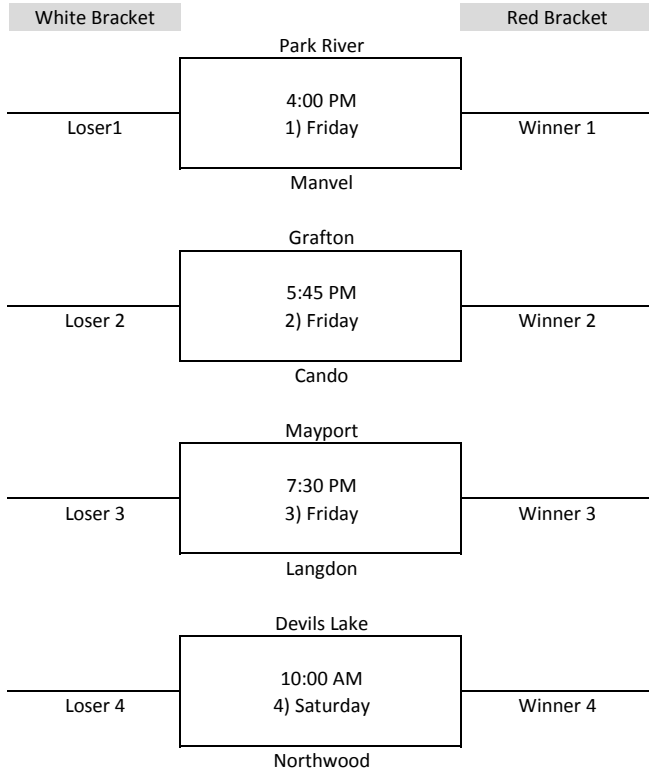 White Bracket
Red Bracket
Park River
4:00 PM
Loser1
1) Friday
Winner 1
Manvel
Grafton
5:45 PM
Loser 2
2) Friday
Winner 2
Cando
Mayport
7:30 PM
Loser 3
3) Friday
Winner 3
Langdon
Devils Lake
10:00 AM
Loser 4
4) Saturday
Winner 4
Northwood